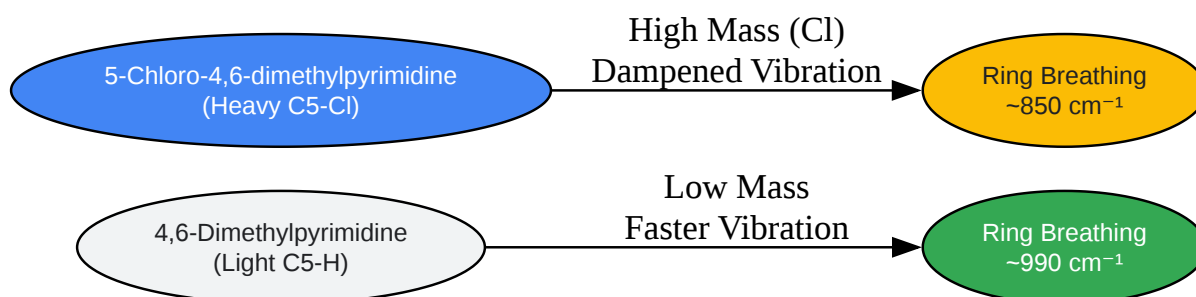 5-Chloro-4,6-dimethylpyrimidine
(Heavy C5-Cl)
High Mass (Cl)
Dampened Vibration
Ring Breathing
~850 cm⁻¹
4,6-Dimethylpyrimidine
(Light C5-H)
Low Mass
Faster Vibration
Ring Breathing
~990 cm⁻¹